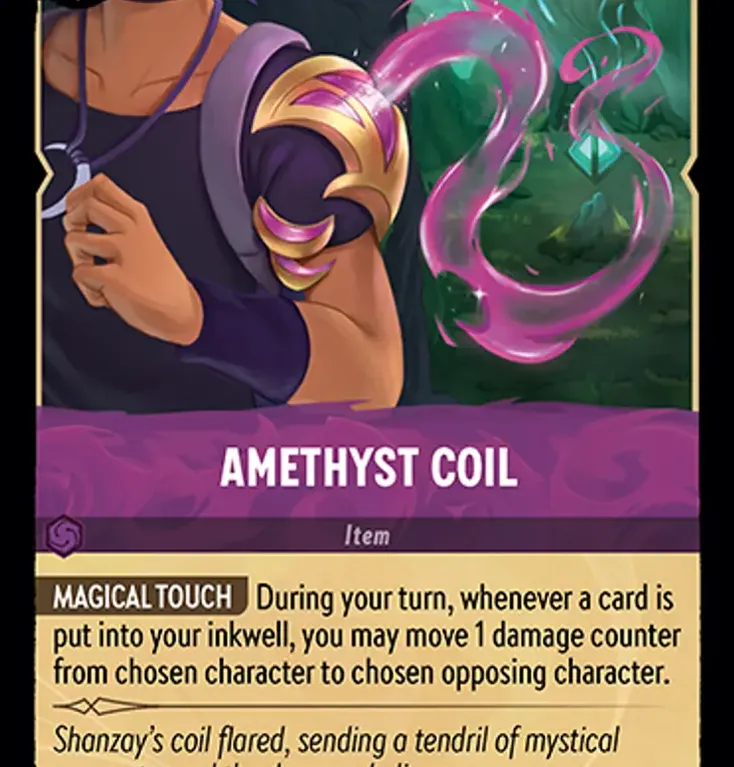 AMETHYST COIL
Item
MAGICAL TOUCH During your turn, whenever a card is
put into your inkwell, you may move 1 damage counter
from chosen character to chosen opposing character.
Shanzay's coil flared, sending a tendril of mystical